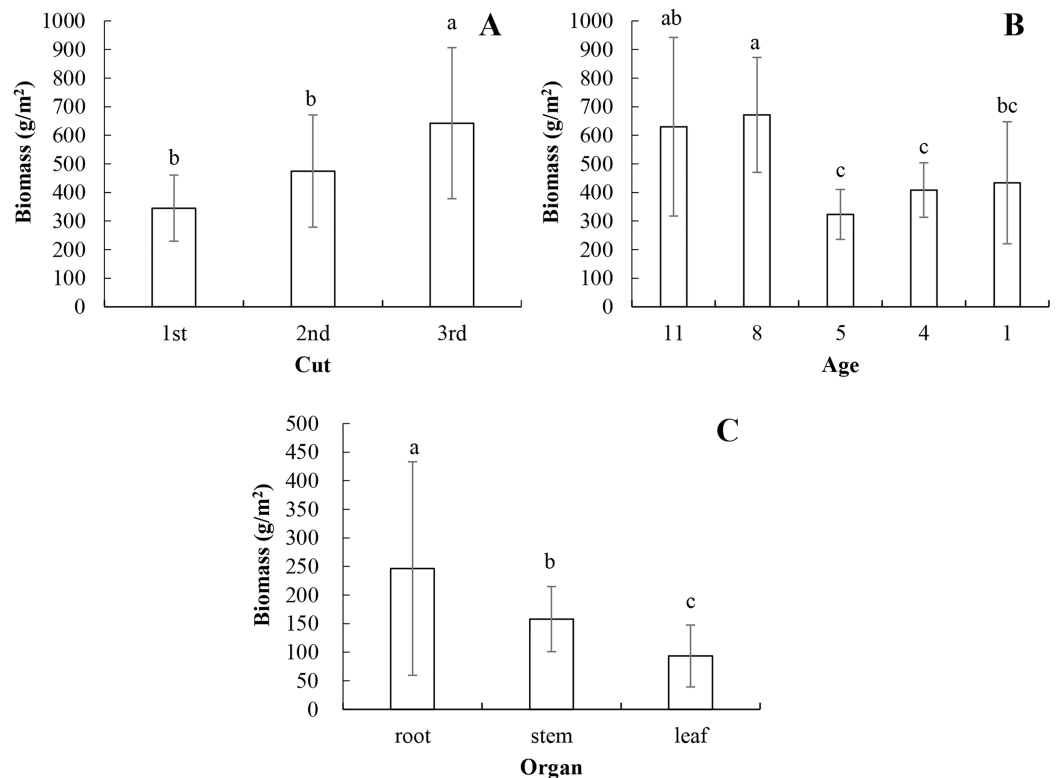 A
Biomass (g/m²)
1000
900
800
700
600
500
400
300
200
100
0
b
b
a
1st 2nd 3rd
Cut
B
Biomass (g/m²)
1000
900
800
700
600
500
400
300
200
100
0
ab
a
c
c
bc
11 8 5 4 1
Age
C
Biomass (g/m²)
500
450
400
350
300
250
200
150
100
50
0
a
b
c
root stem leaf
Organ